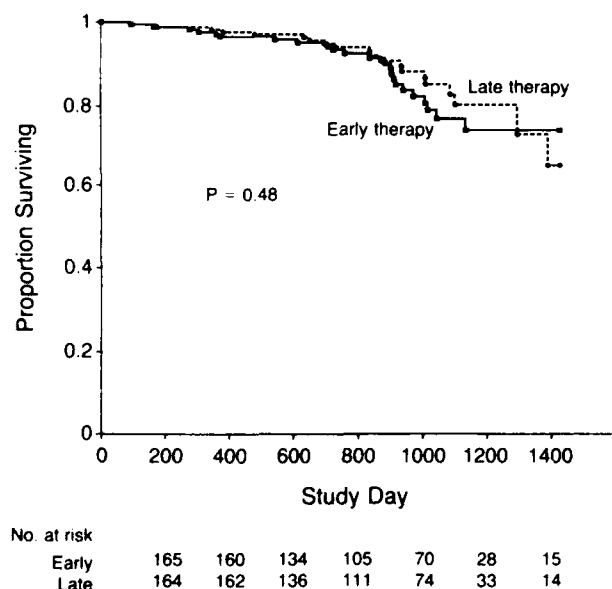 1
0.8
0.6
0.4
0.2
0
Proportion Surviving
Late therapy
Early therapy
P = 0.48
0 200 400 600 800 1000 1200 1400
Study Day
No. at risk
Early 165 160 134 105 70 28 15
Late 164 162 136 111 74 33 14